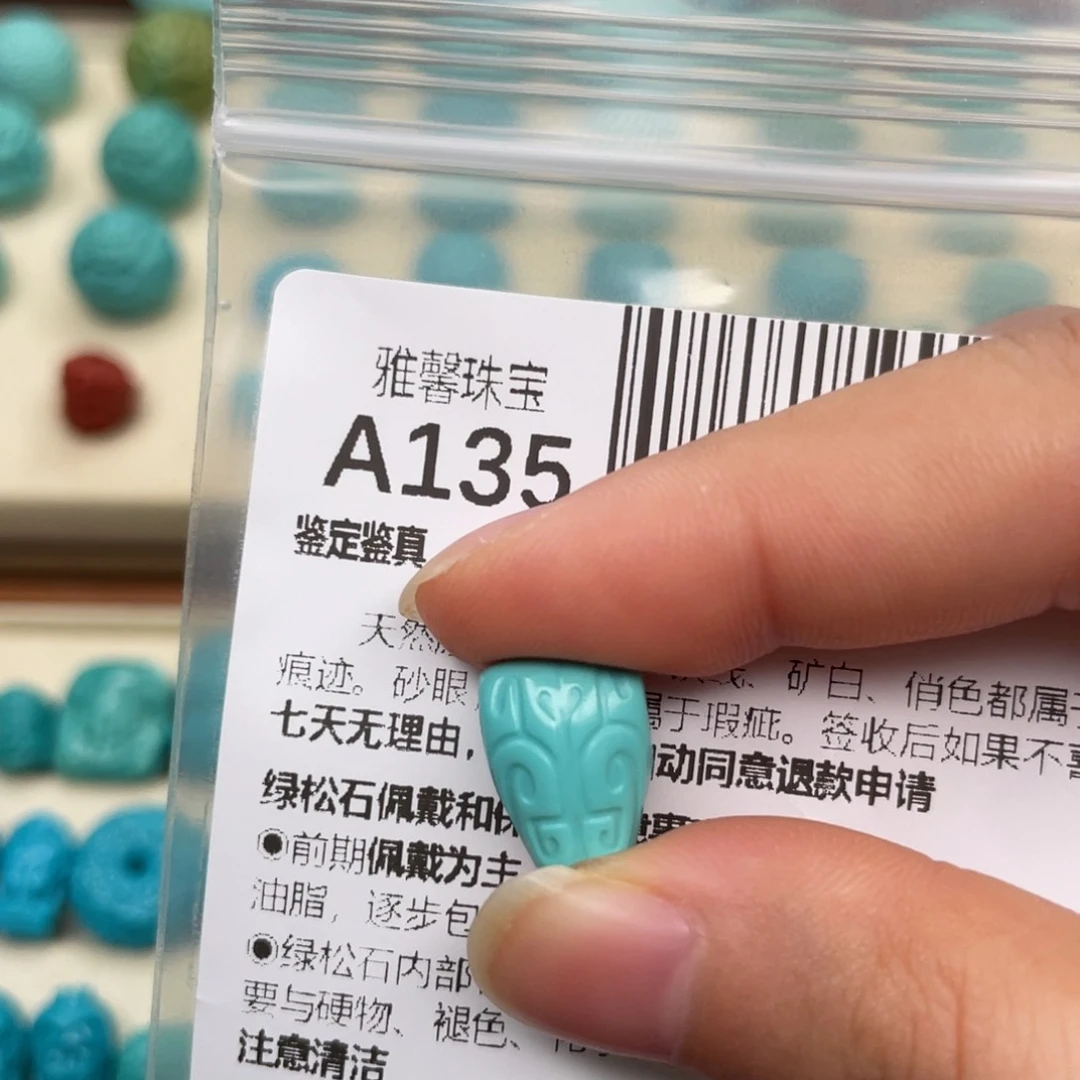 雅馨珠宝
A135
鉴定鉴真
天然
痕迹。砂眼 矿白、俏色都属
七天无理由， 属于瑕疵。签收后如果不喜
动同意退款申请
绿松石佩戴和
●前期佩戴为主
油脂，逐步包
●绿松石内部
要与硬物、褪色、
注意清洁